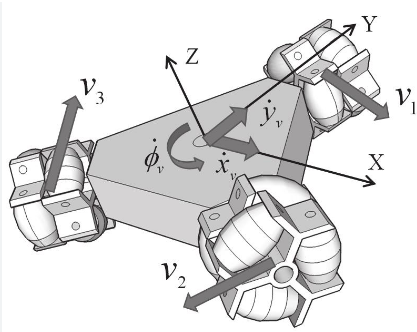 Y
Z
v₃
ẏᵥ
v₁
ϕ̇ᵥ
ẋᵥ
X
v₂